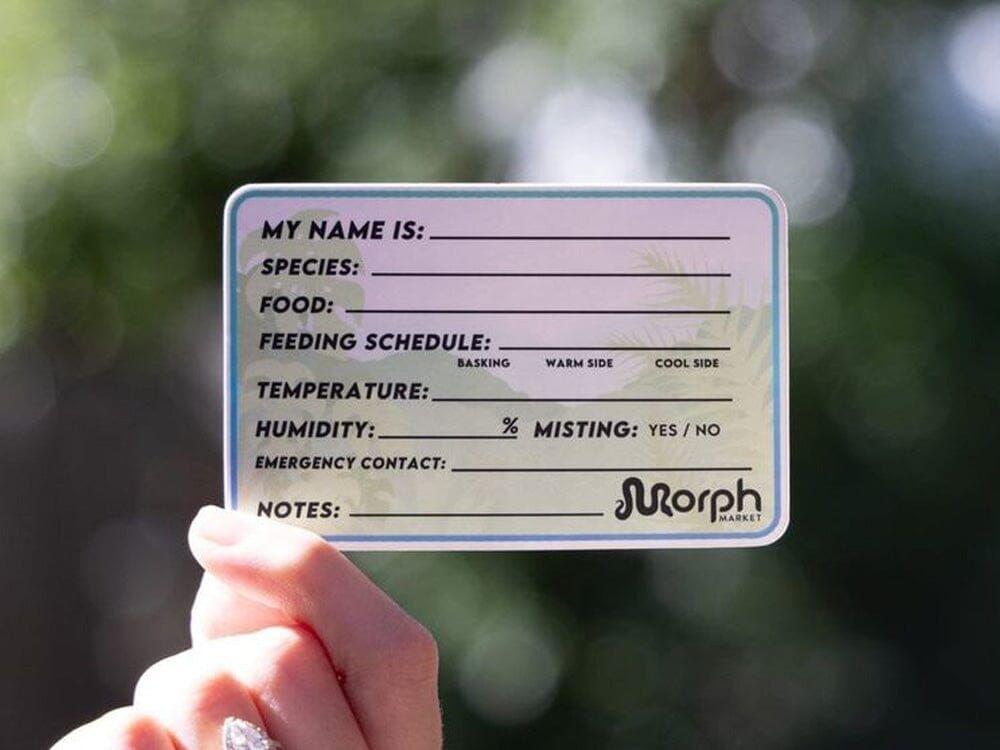 MY NAME IS:
SPECIES:
FOOD:
FEEDING SCHEDULE:
BASKING WARM SIDE COOL SIDE
TEMPERATURE:
HUMIDITY: % MISTING: YES / NO
EMERGENCY CONTACT:
NOTES:
Morph
MARKET